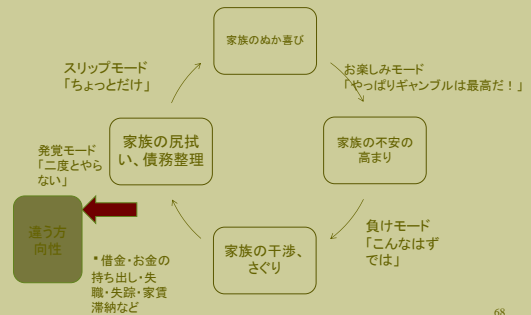 家族のぬか喜び
スリップモード
「ちょっとだけ」
お楽しみモード
「やっぱりギャンブルは最高だ！」
家族の尻拭
い、債務整理
家族の不安の
高まり
発覚モード
「二度とやら
ない」
違う方
向性
負けモード
「こんなはず
では」
家族の干渉、
さぐり
*借金・お金の
持ち出し・失
職・失踪・家賃
滞納など
68